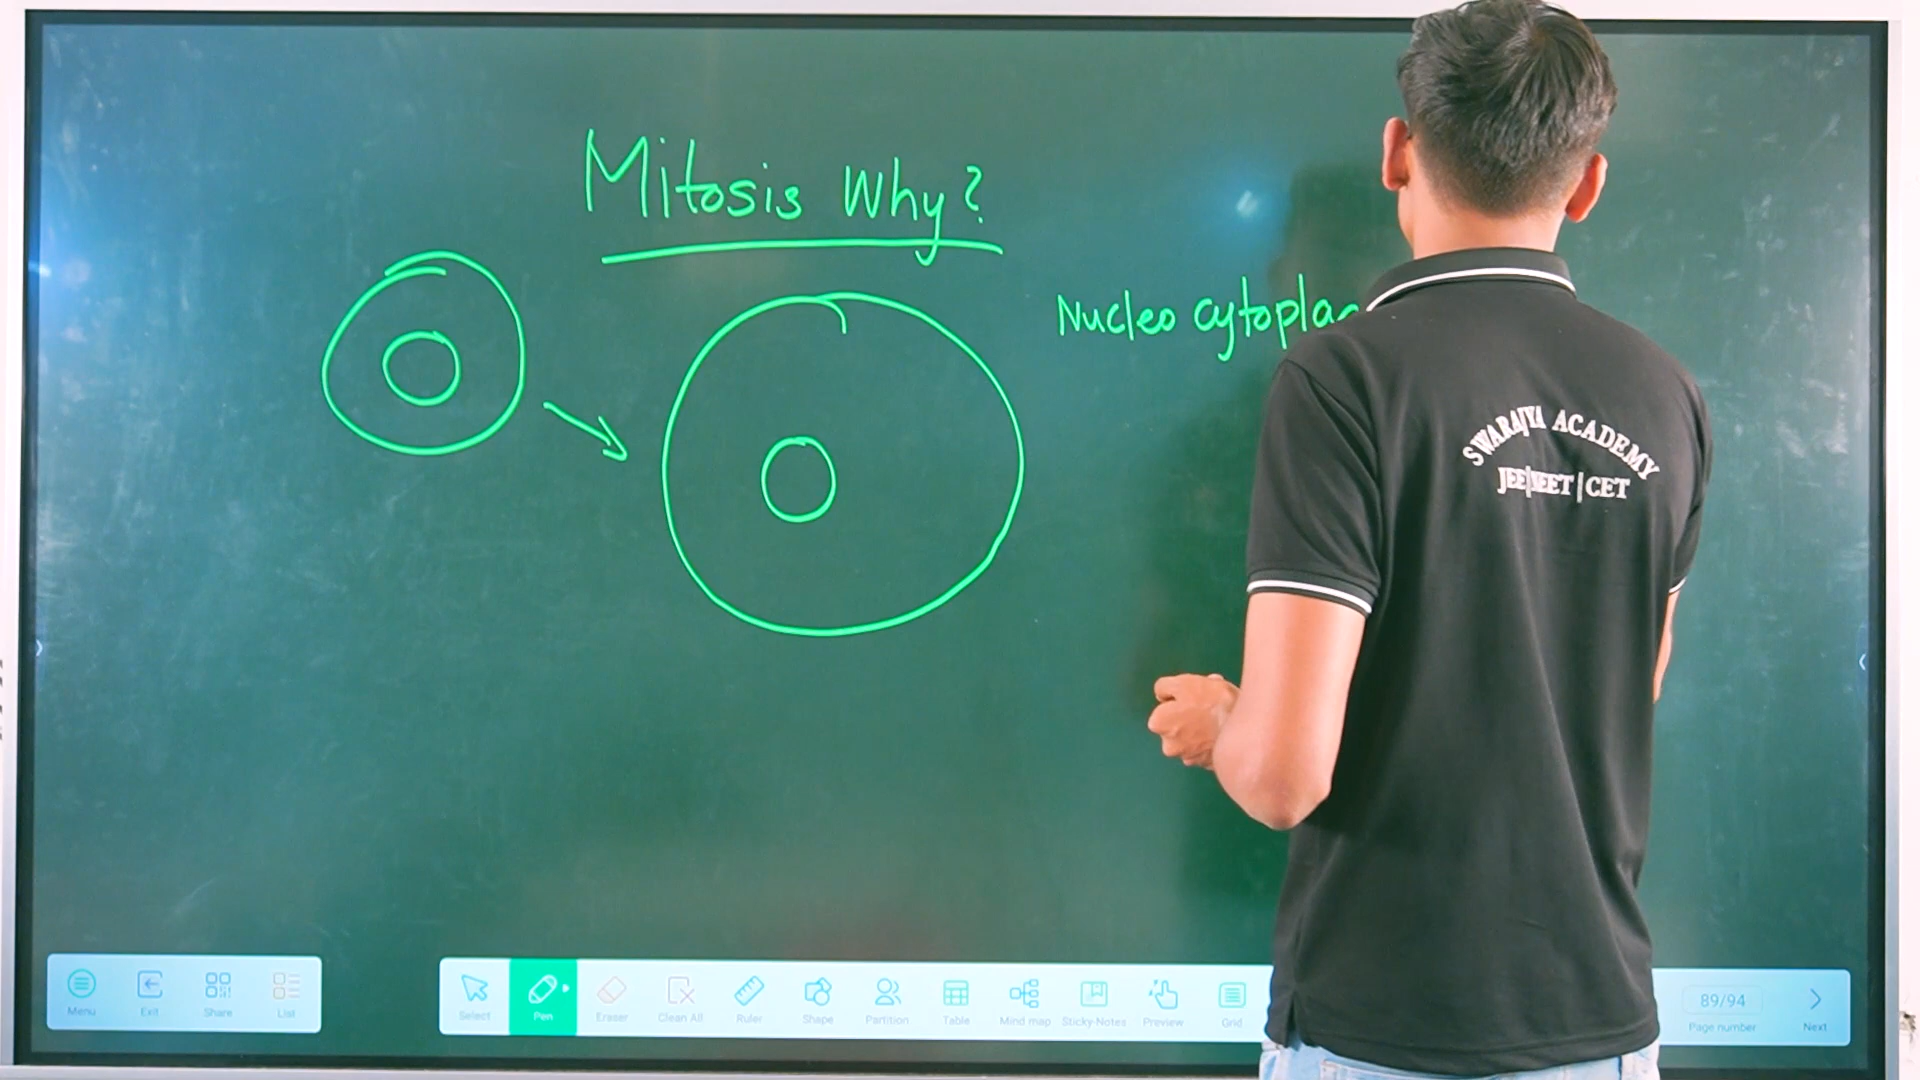 Mitosis Why?
Nucleo cytoplas
SWARAJYA ACADEMY
JEE|NEET|CET
Menu
Exit
Share
List
Select
Pen
Eraser
Clean All
Ruler
Shape
Partition
Table
Mind map
Sticky-Notes
Preview
Grid
89/94
Page number
Next